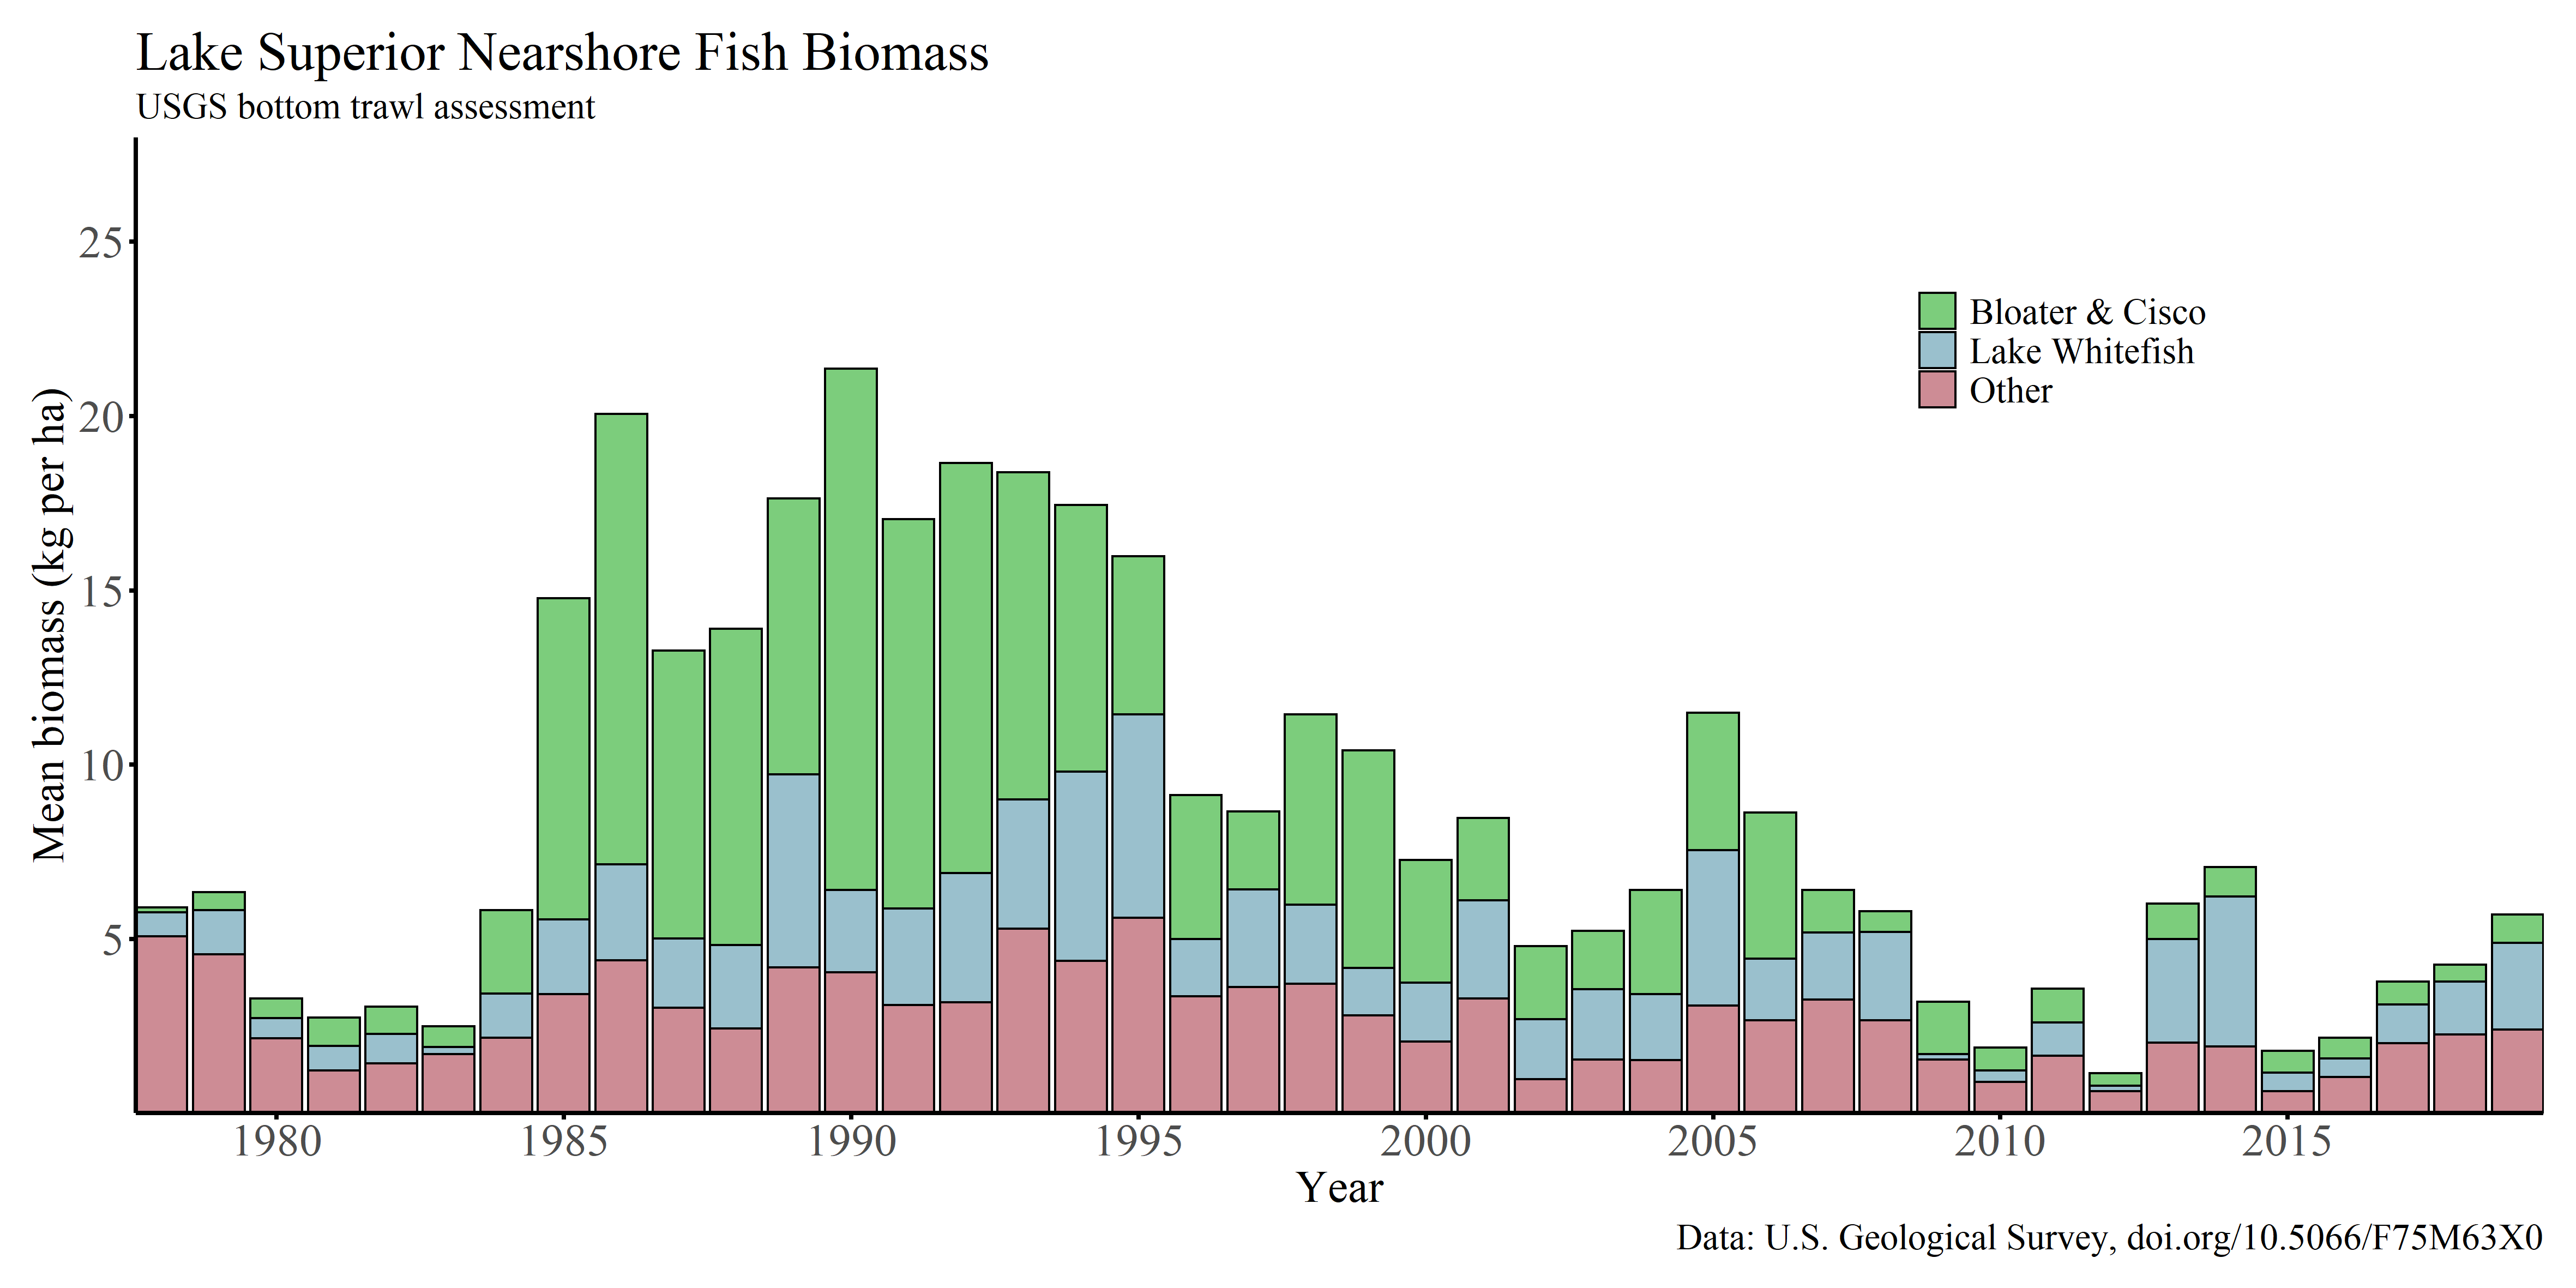 Lake Superior Nearshore Fish Biomass
USGS bottom trawl assessment
Mean biomass (kg per ha)
25
20
15
10
5
Bloater & Cisco
Lake Whitefish
Other
1980 1985 1990 1995 2000 2005 2010 2015
Year
Data: U.S. Geological Survey, doi.org/10.5066/F75M63X0